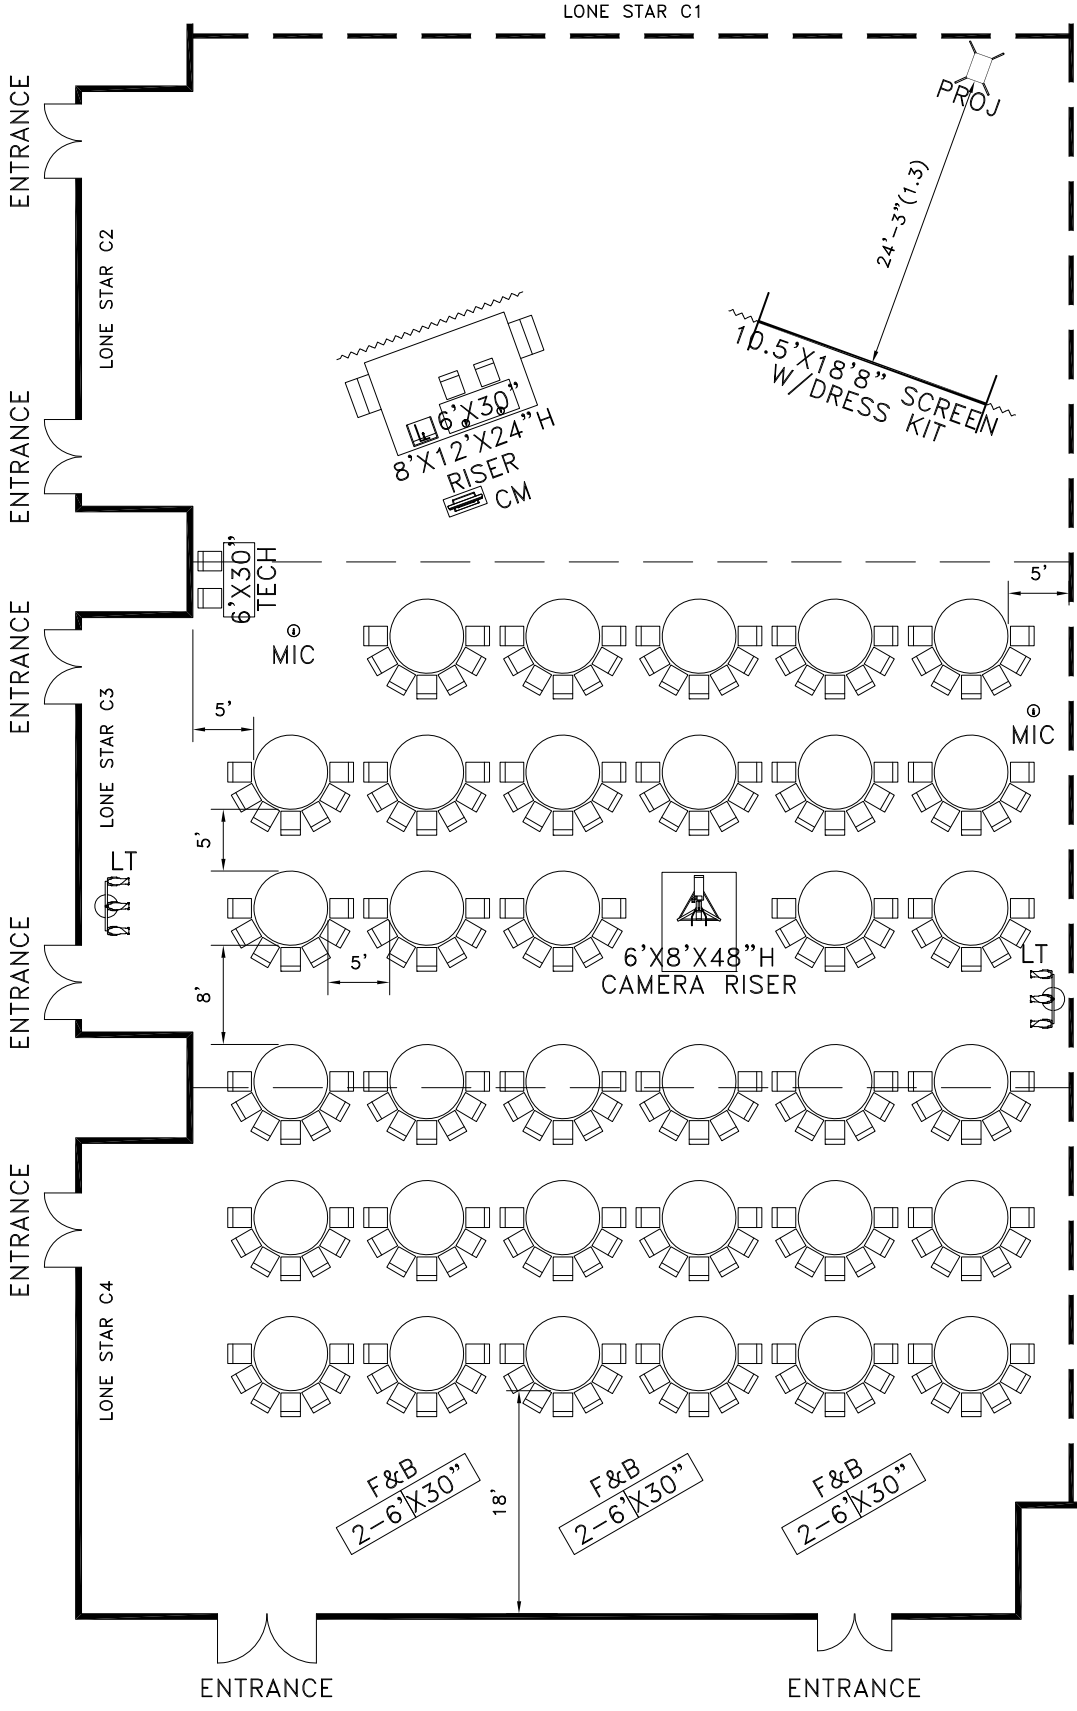 LONE STAR C1
ENTRANCE
PROJ
24'-3"(1.3)
LONE STAR C2
10.5'X18'8" SCREEN
W/DRESS KIT
6'X30"
8'X12'X24"H
RISER
CM
ENTRANCE
6'X30"
TECH
5'
MIC
ENTRANCE
LONE STAR C3
5'
MIC
5'
LT
5'
6'X8'X48"H
CAMERA RISER
LT
8'
ENTRANCE
ENTRANCE
LONE STAR C4
F&B
2-6'X30"
18'
F&B
2-6'X30"
F&B
2-6'X30"
ENTRANCE
ENTRANCE